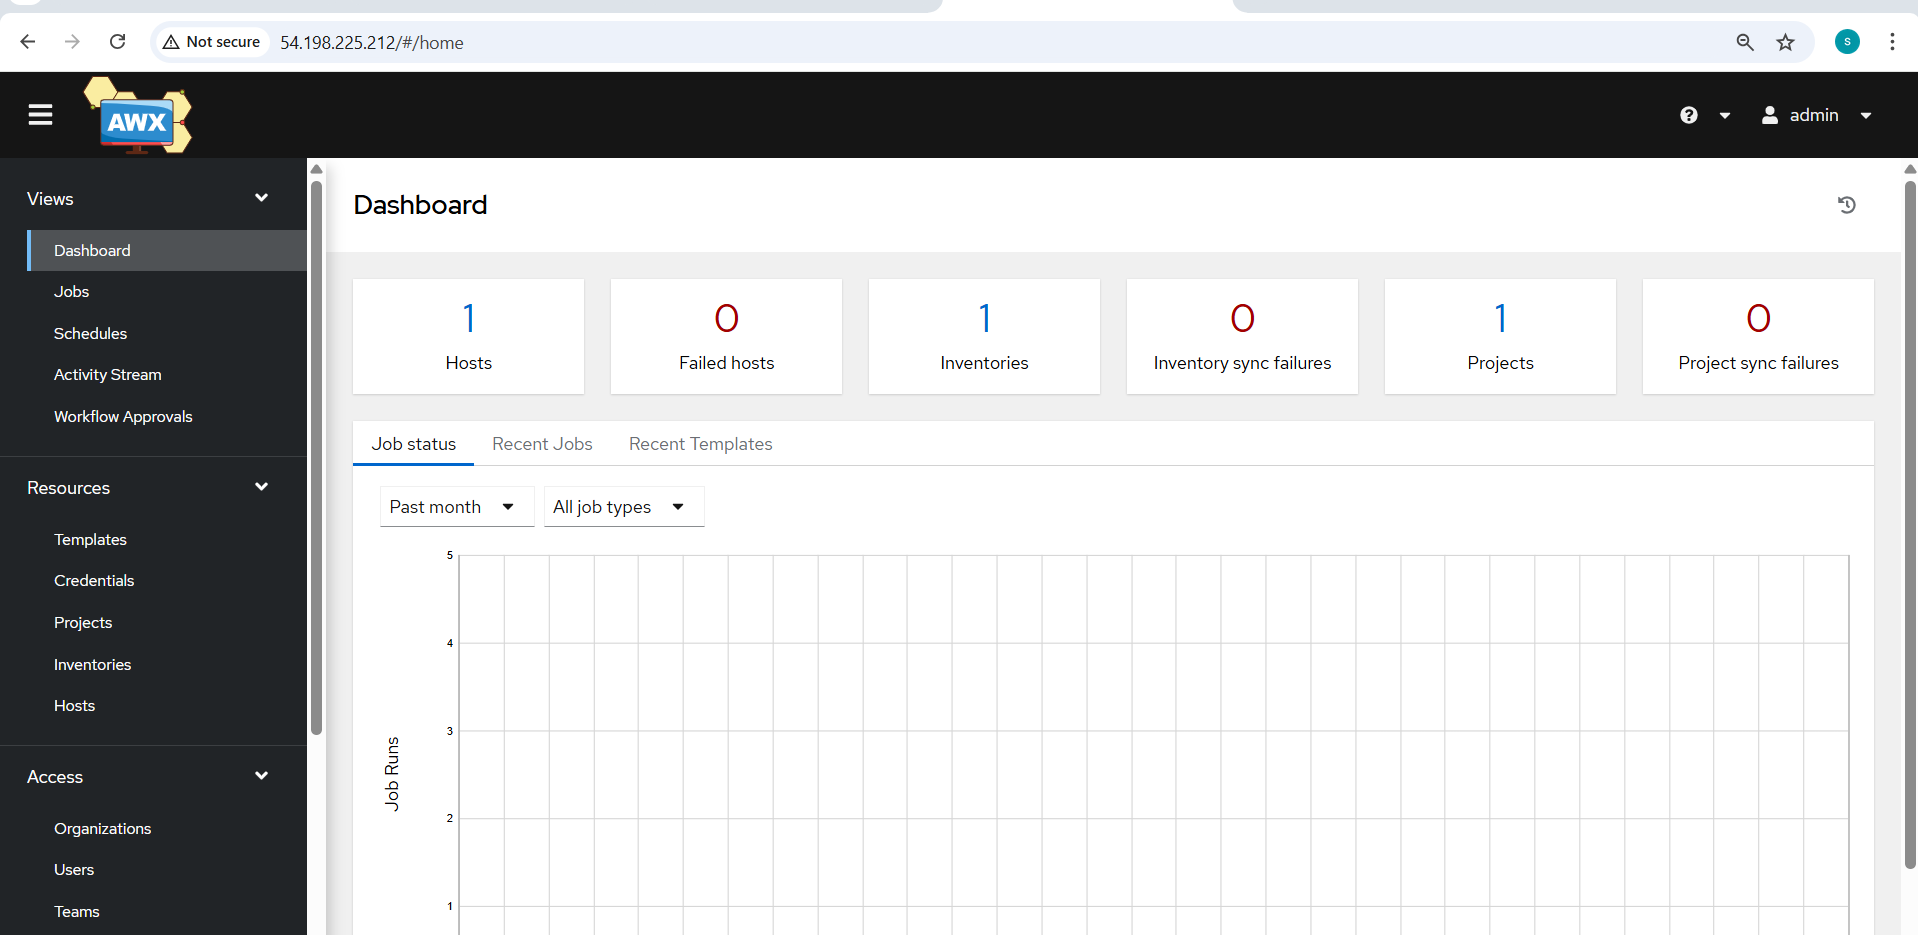 Not secure 54.198.225.212/#/home
S
AWX
admin
Views
Dashboard
Jobs
Schedules
Activity Stream
Workflow Approvals
Resources
Templates
Credentials
Projects
Inventories
Hosts
Access
Organizations
Users
Teams
Dashboard
1 0 1 0 1 0
Hosts Failed hosts Inventories Inventory sync failures Projects Project sync failures
Job status Recent Jobs Recent Templates
Past month All job types
5
4
3
2
1
Job Runs